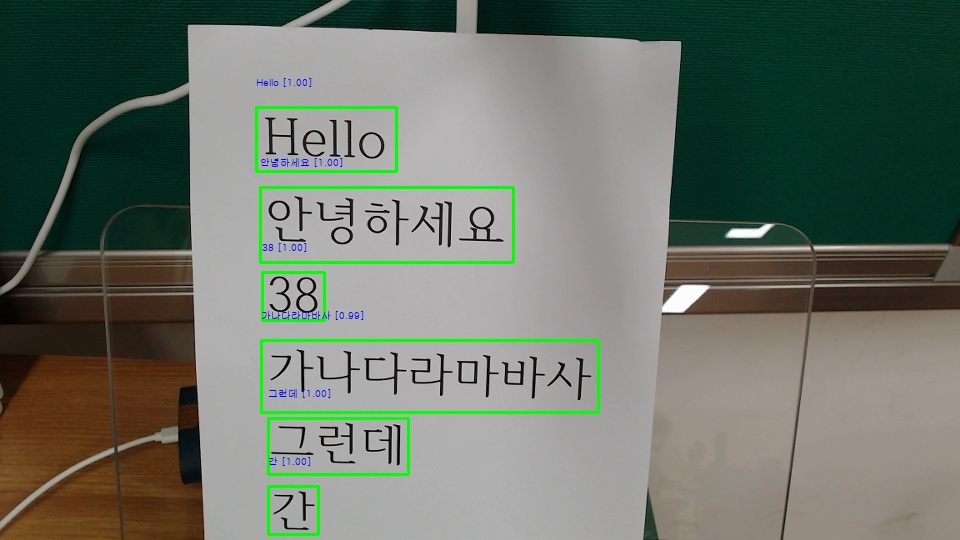 Hello [1.00]
Hello
안녕하세요 [1.00]
안녕하세요
38 [1.00]
38
가나다라마바사 [0.99]
가나다라마바사
그런데 [1.00]
그런데
간 [1.00]
간